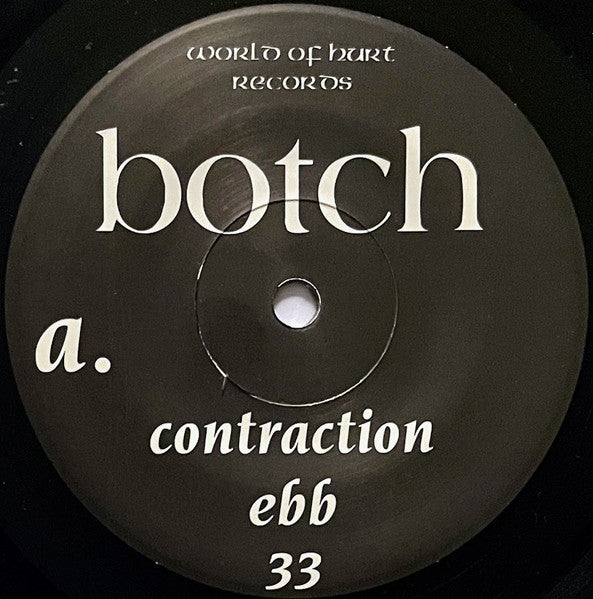 world of hurt
records
botch
a.
contraction
ebb
33